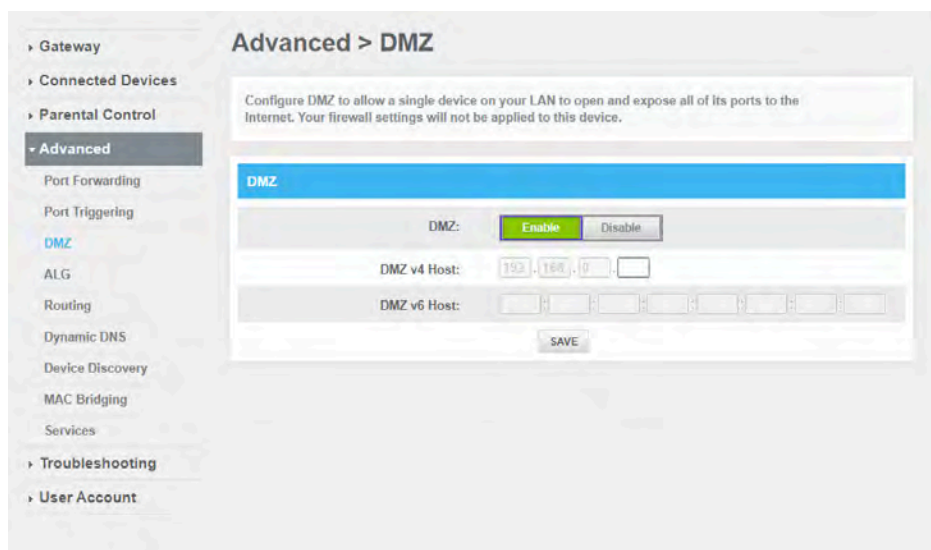 Gateway
Connected Devices
Parental Control
Advanced
Port Forwarding
Port Triggering
DMZ
ALG
Routing
Dynamic DNS
Device Discovery
MAC Bridging
Services
Troubleshooting
User Account
Advanced > DMZ
Configure DMZ to allow a single device on your LAN to open and expose all of its ports to the
Internet. Your firewall settings will not be applied to this device.
DMZ
DMZ: Enable Disable
DMZ v4 Host: 192 . 168 . 0 .
DMZ v6 Host: : : : : : : :
SAVE